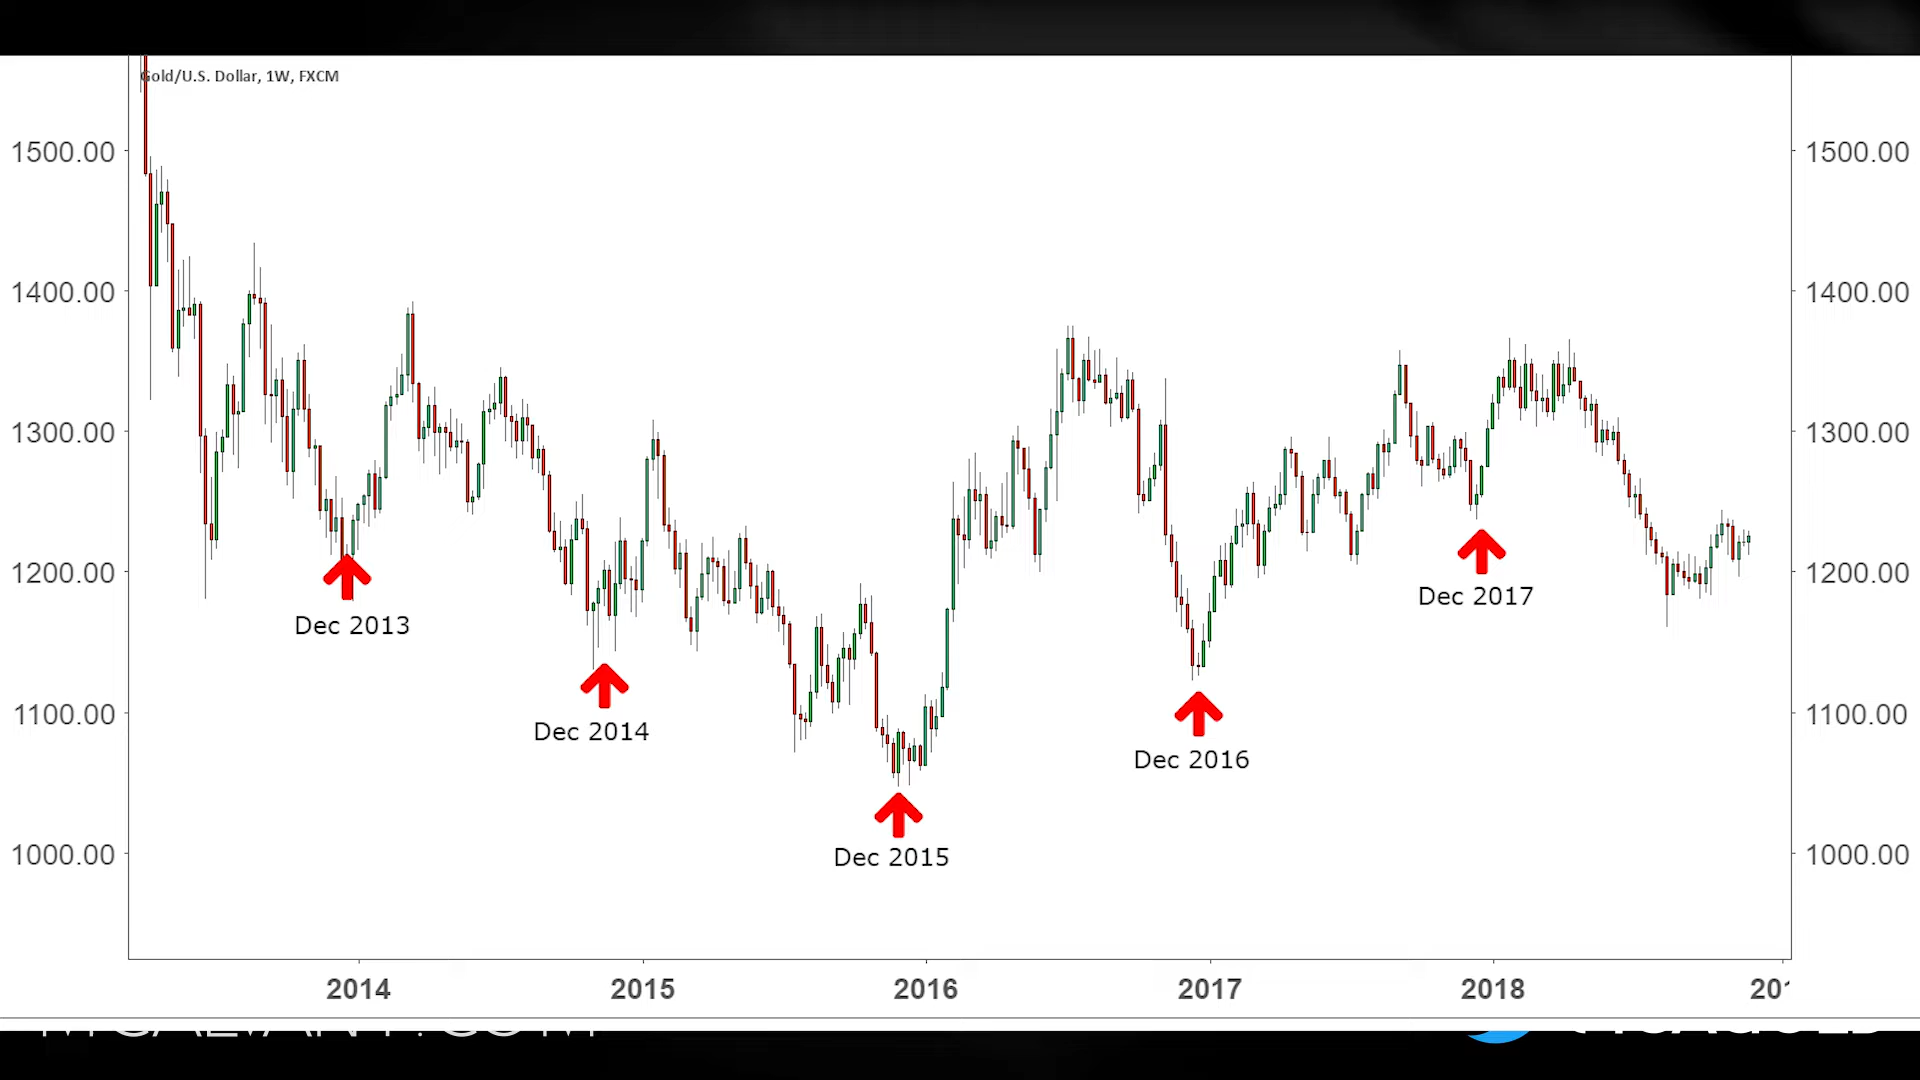 Gold/U.S. Dollar, 1W, FXCM
1500.00 1500.00
1400.00 1400.00
1300.00 1300.00
1200.00 1200.00
Dec 2017
Dec 2013
1100.00 1100.00
Dec 2014
Dec 2016
1000.00 1000.00
Dec 2015
2014 2015 2016 2017 2018